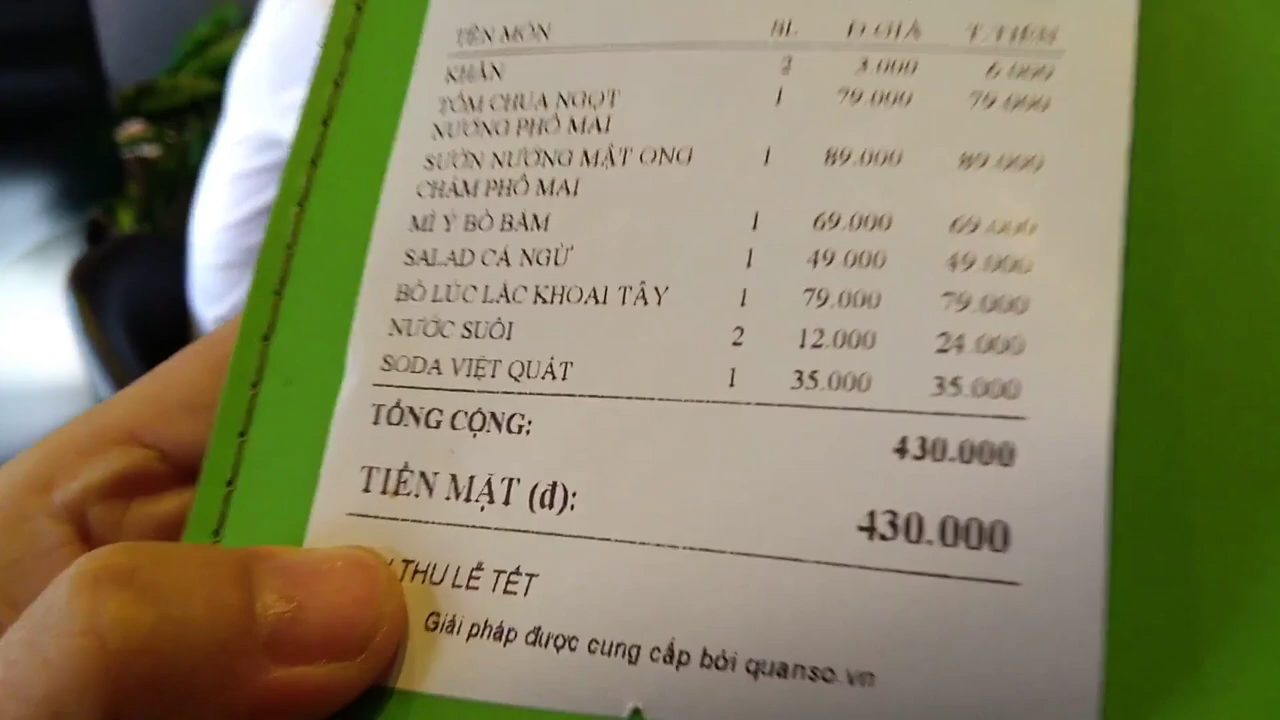 TÊN MÓN SL Đ.GIÁ T.TIỀN
KHĂN 2 3.000 6.000
TÔM CHUA NGỌT 1 79.000 79.000
NƯỚNG PHÔ MAI
SƯỜN NƯỚNG MẬT ONG 1 89.000 89.000
CHẤM PHÔ MAI
MÌ Ý BÒ BẰM 1 69.000 69.000
SALAD CÁ NGỪ 1 49.000 49.000
BÒ LÚC LẮC KHOAI TÂY 1 79.000 79.000
NƯỚC SUỐI 2 12.000 24.000
SODA VIỆT QUẤT 1 35.000 35.000
TỔNG CỘNG: 430.000
TIỀN MẶT (đ): 430.000
THU LỄ TẾT
Giải pháp được cung cấp bởi quanso.vn